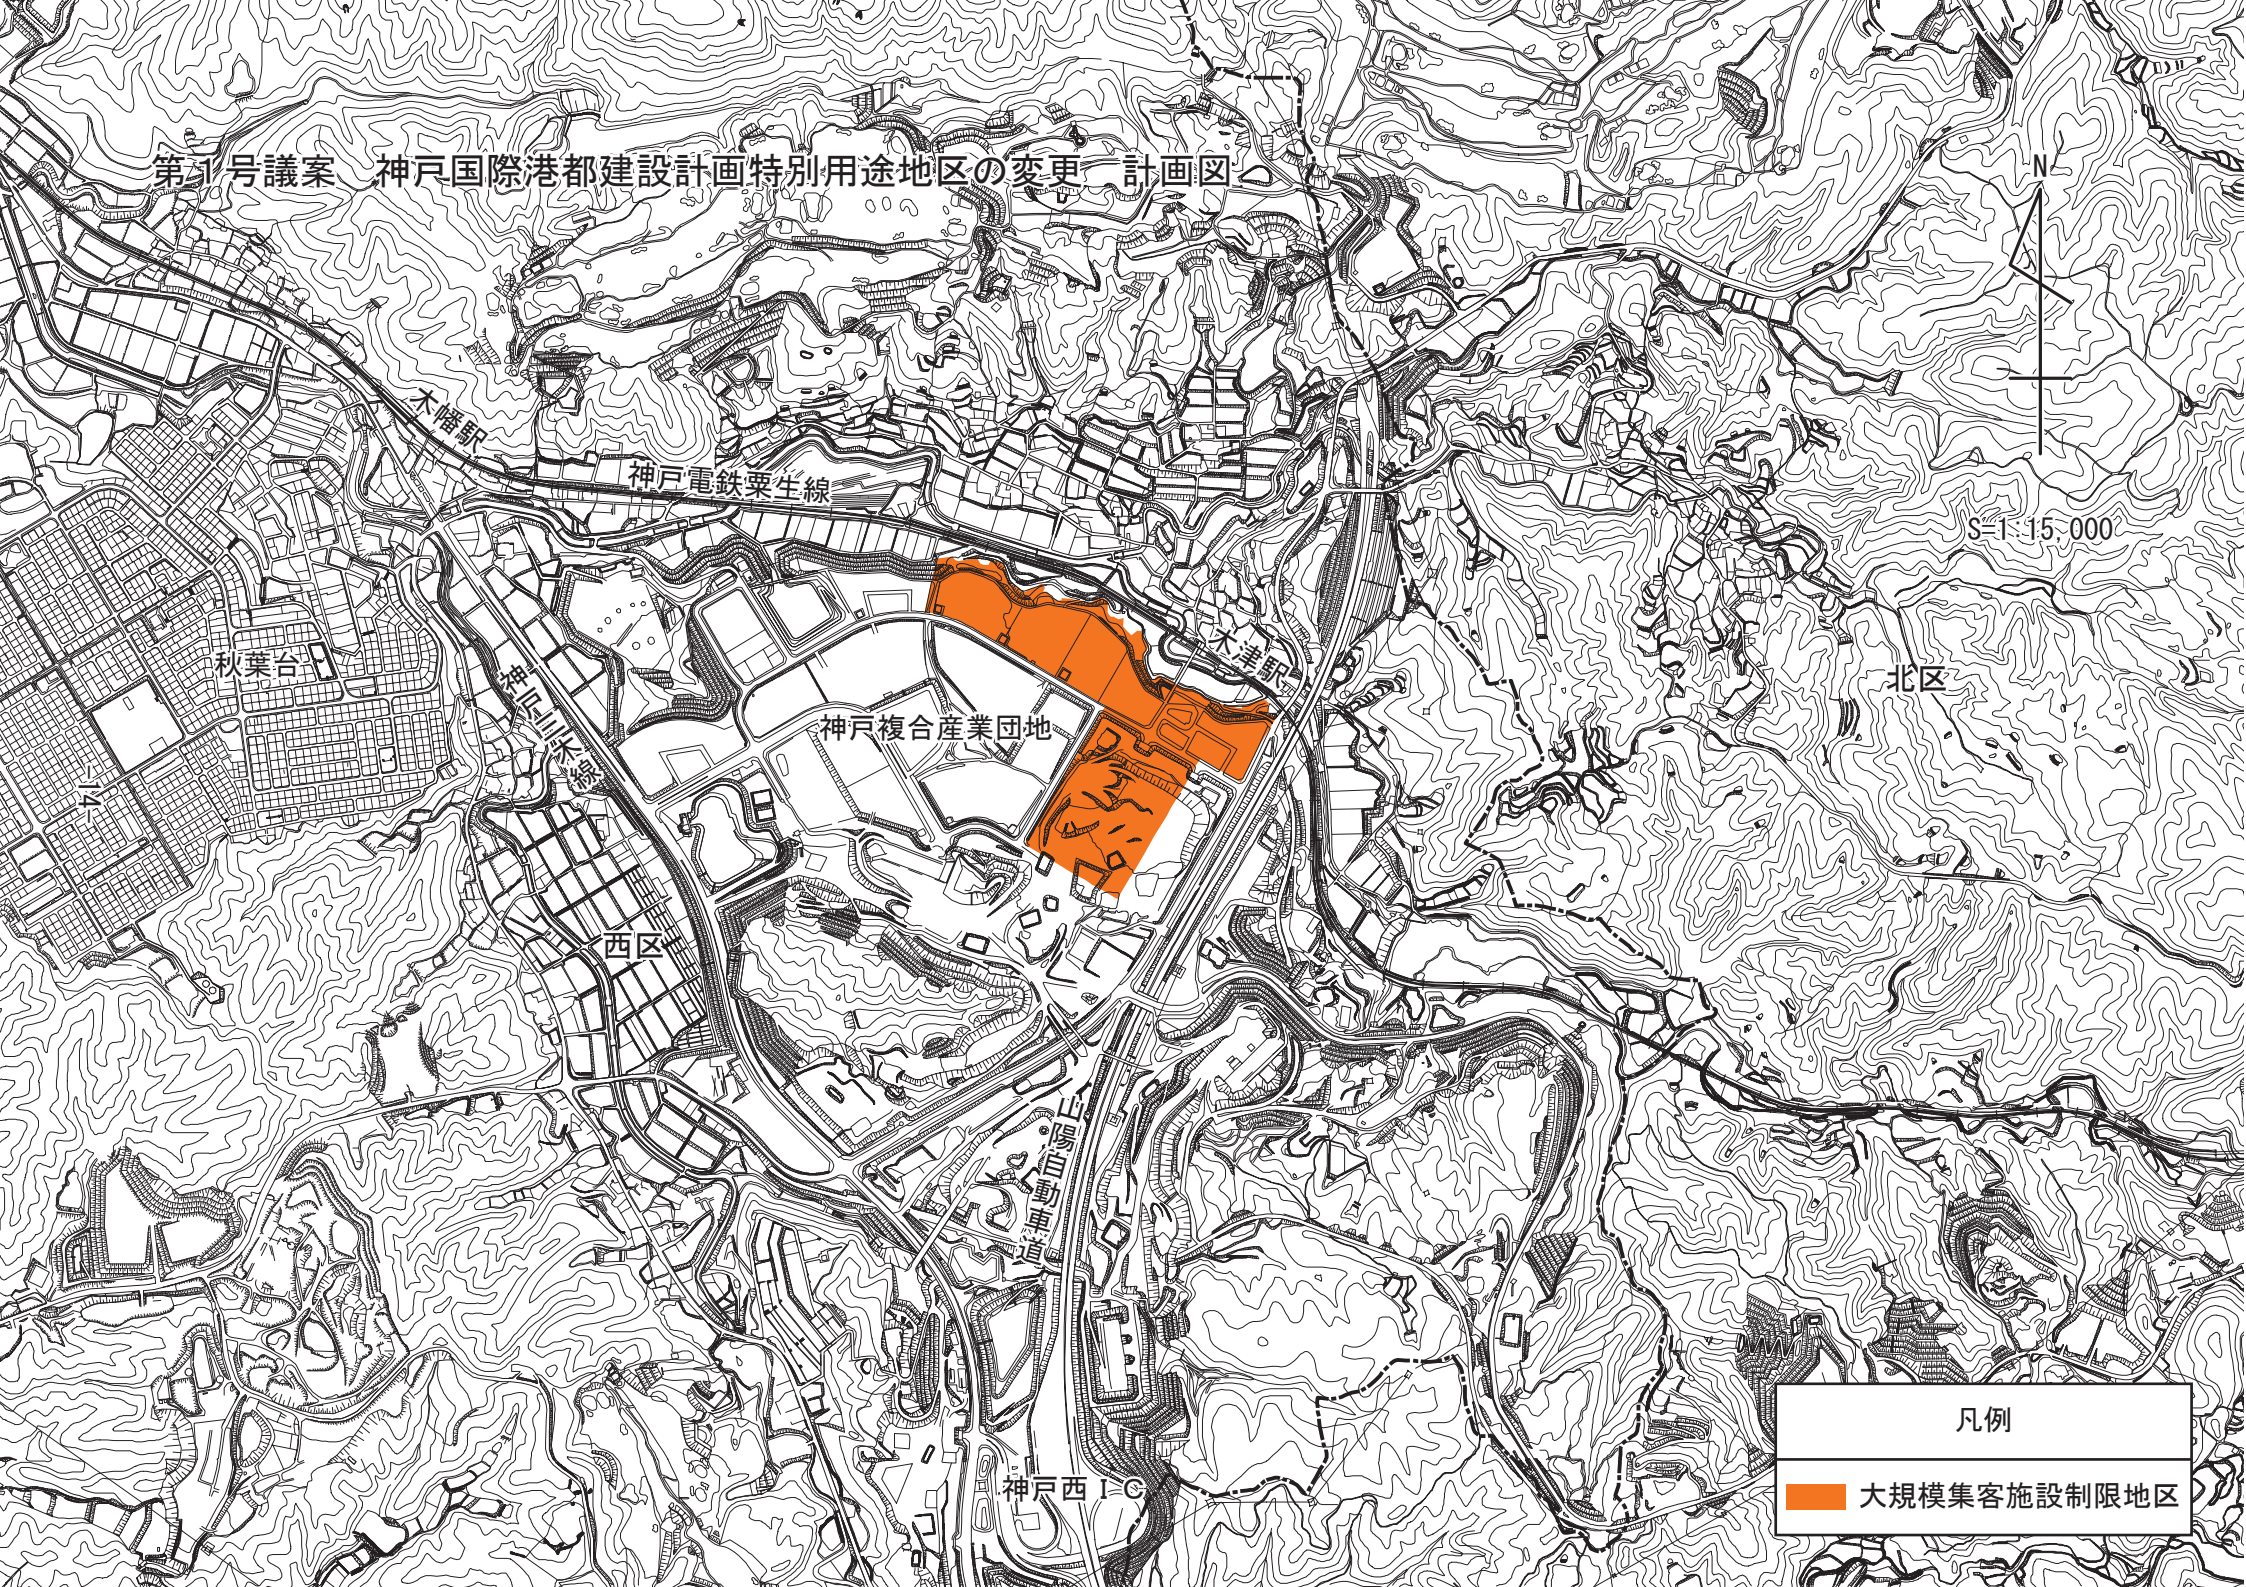 第１号議案　神戸国際港都建設計画特別用途地区の変更　計画図
N
木幡駅
神戸電鉄粟生線
S=1:15,000
木津駅
秋葉台
北区
神戸三木線
神戸複合産業団地
-14-
西区
山陽自動車道
神戸西ＩＣ
凡例
大規模集客施設制限地区